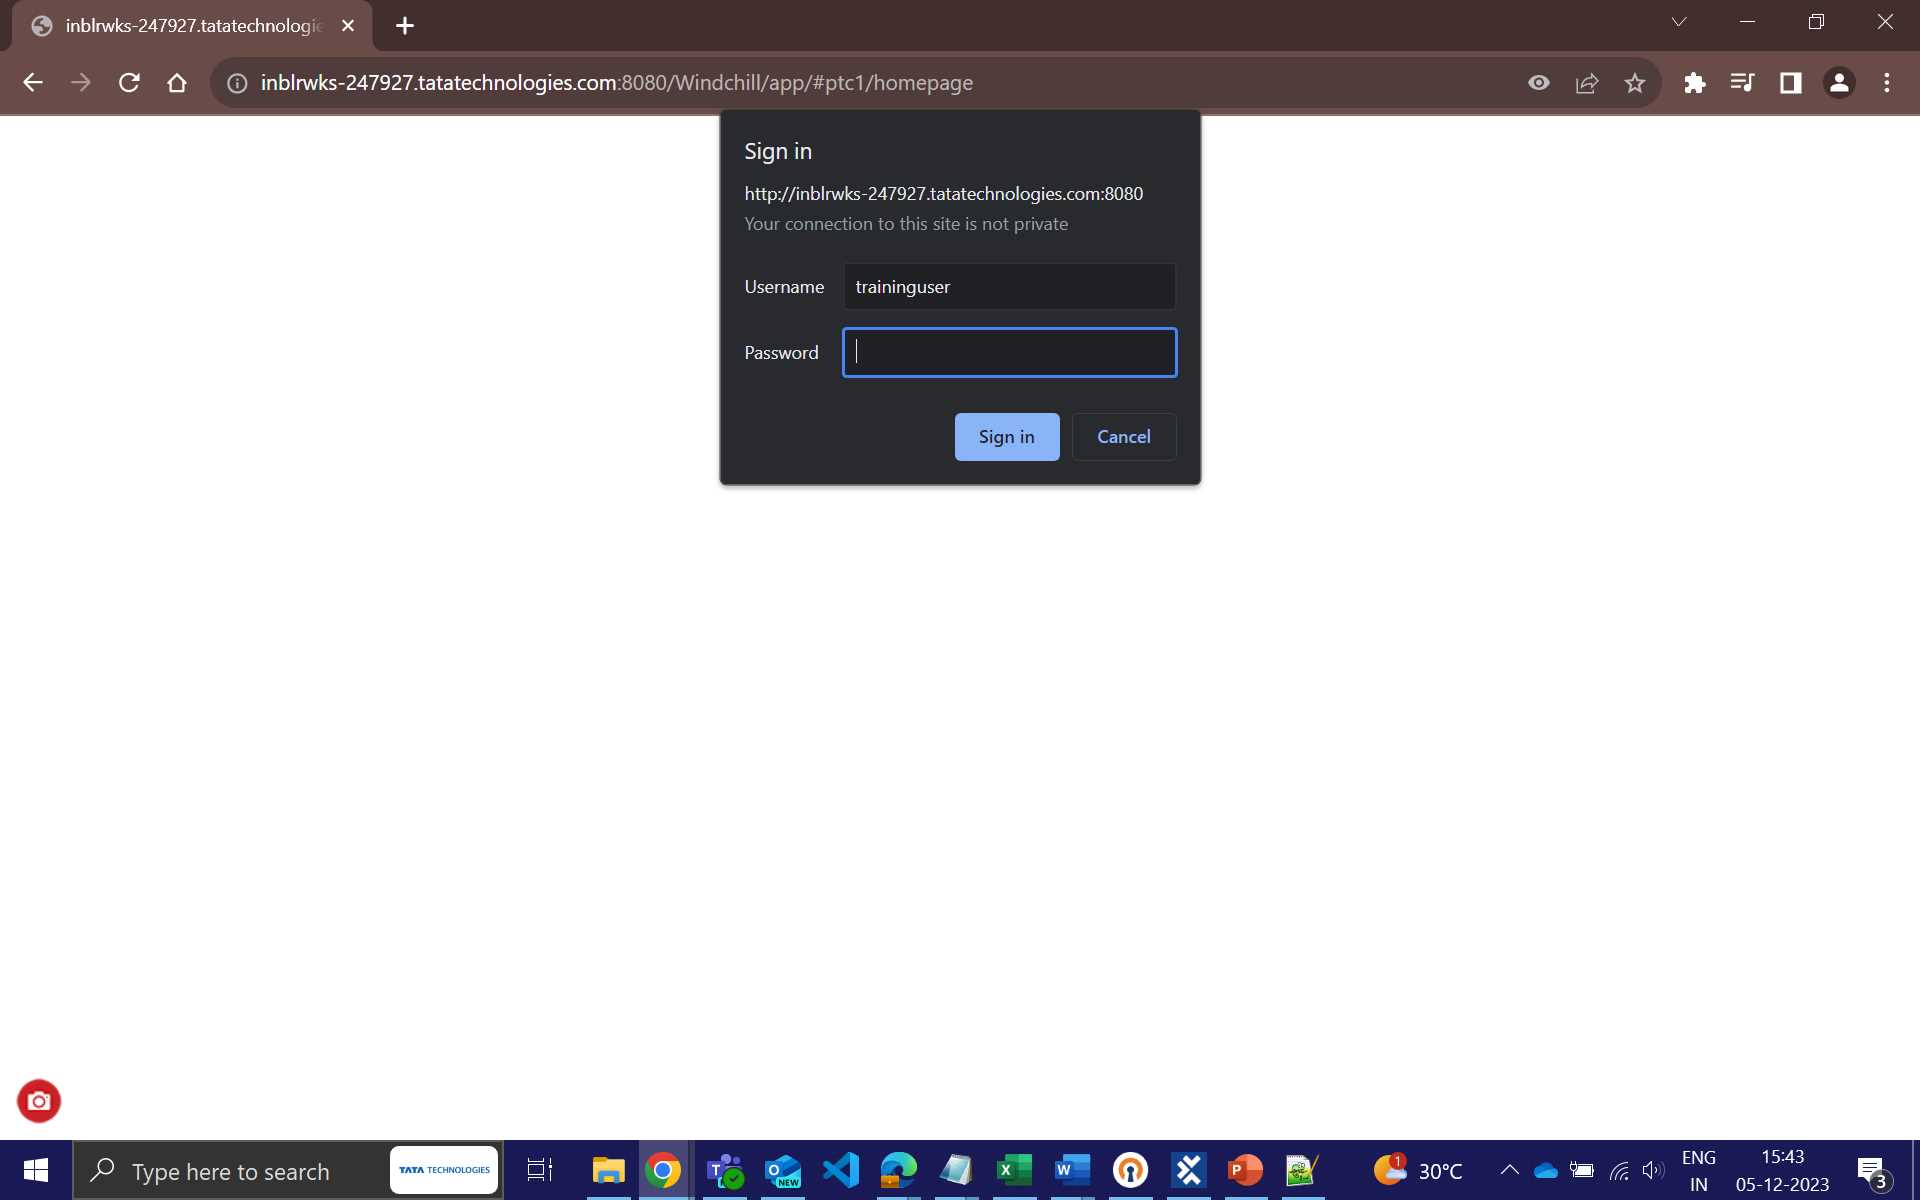 inblrwks-247927.tatatechnologie
inblrwks-247927.tatatechnologies.com:8080/Windchill/app/#ptc1/homepage
Sign in
http://inblrwks-247927.tatatechnologies.com:8080
Your connection to this site is not private
Username traininguser
Password
Sign in Cancel
Type here to search
TATA TECHNOLOGIES
T
O
NEW
X
W
P
1
30°C
ENG
IN
15:43
05-12-2023
3